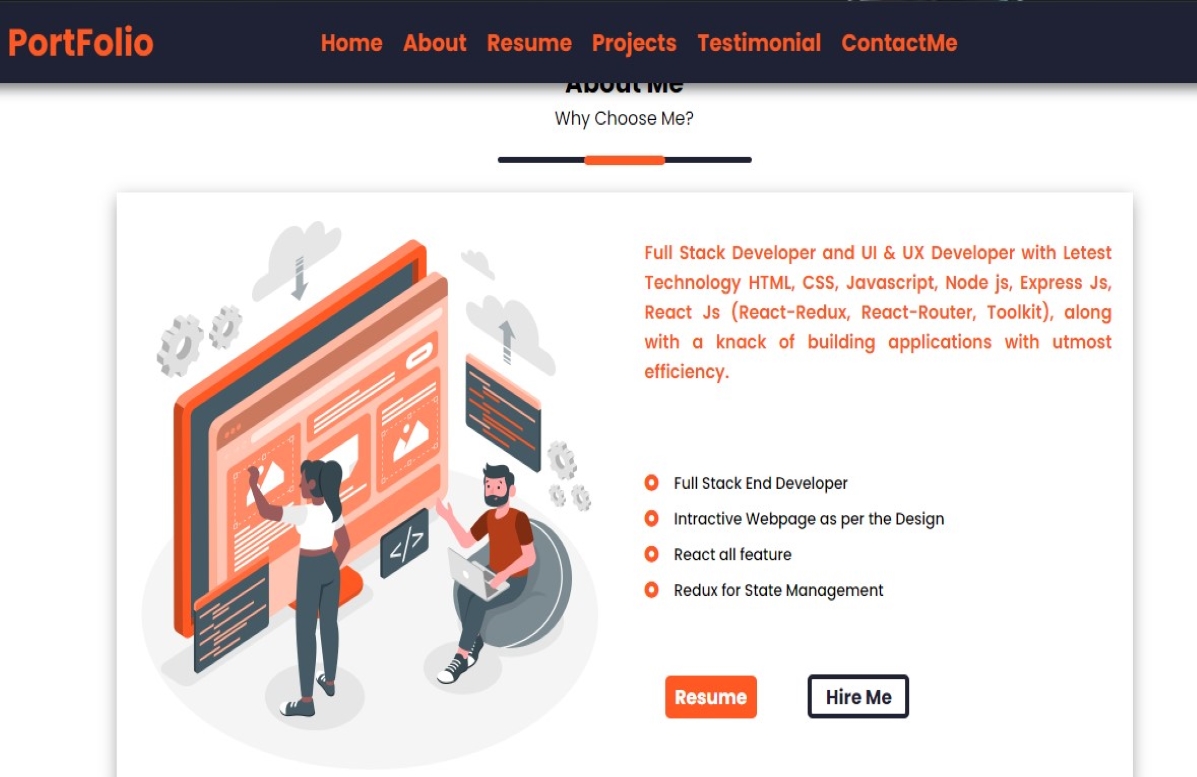 PortFolio
Home About Resume Projects Testimonial ContactMe
About Me
Why Choose Me?
Full Stack Developer and UI & UX Developer with Letest
Technology HTML, CSS, Javascript, Node js, Express Js,
React Js (React-Redux, React-Router, Toolkit), along
with a knack of building applications with utmost
efficiency.
</>
Full Stack End Developer
Intractive Webpage as per the Design
React all feature
Redux for State Management
Resume
Hire Me